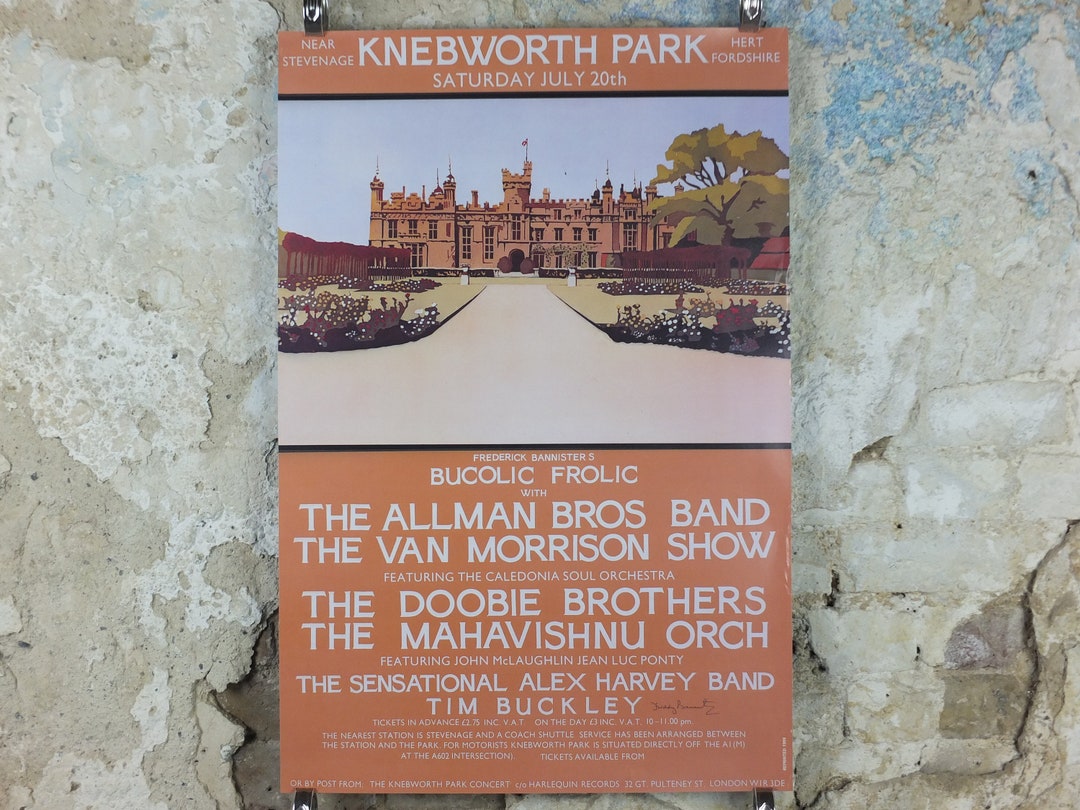 NEAR STEVENAGE KNEBWORTH PARK HERT FORDSHIRE
SATURDAY JULY 20th
FREDERICK BANNISTERS
BUCOLIC FROLIC
WITH
THE ALLMAN BROS BAND
THE VAN MORRISON SHOW
FEATURING THE CALEDONIA SOUL ORCHESTRA
THE DOOBIE BROTHERS
THE MAHAVISHNU ORCH
FEATURING JOHN McLAUGHLIN JEAN LUC PONTY
THE SENSATIONAL ALEX HARVEY BAND
TIM BUCKLEY
TICKETS IN ADVANCE £2.75 INC. V.A.T. ON THE DAY £3 INC. V.A.T. 10-11.00 pm.
THE NEAREST STATION IS STEVENAGE AND A COACH SHUTTLE SERVICE HAS BEEN ARRANGED BETWEEN
THE STATION AND THE PARK. FOR MOTORISTS KNEBWORTH PARK IS SITUATED DIRECTLY OFF THE A1(M)
AT THE A602 INTERSECTION). TICKETS AVAILABLE FROM
OR BY POST FROM. THE KNEBWORTH PARK CONCERT c/o HARLEQUIN RECORDS 32 GT. PULTENEY ST. LONDON W1R 3DE